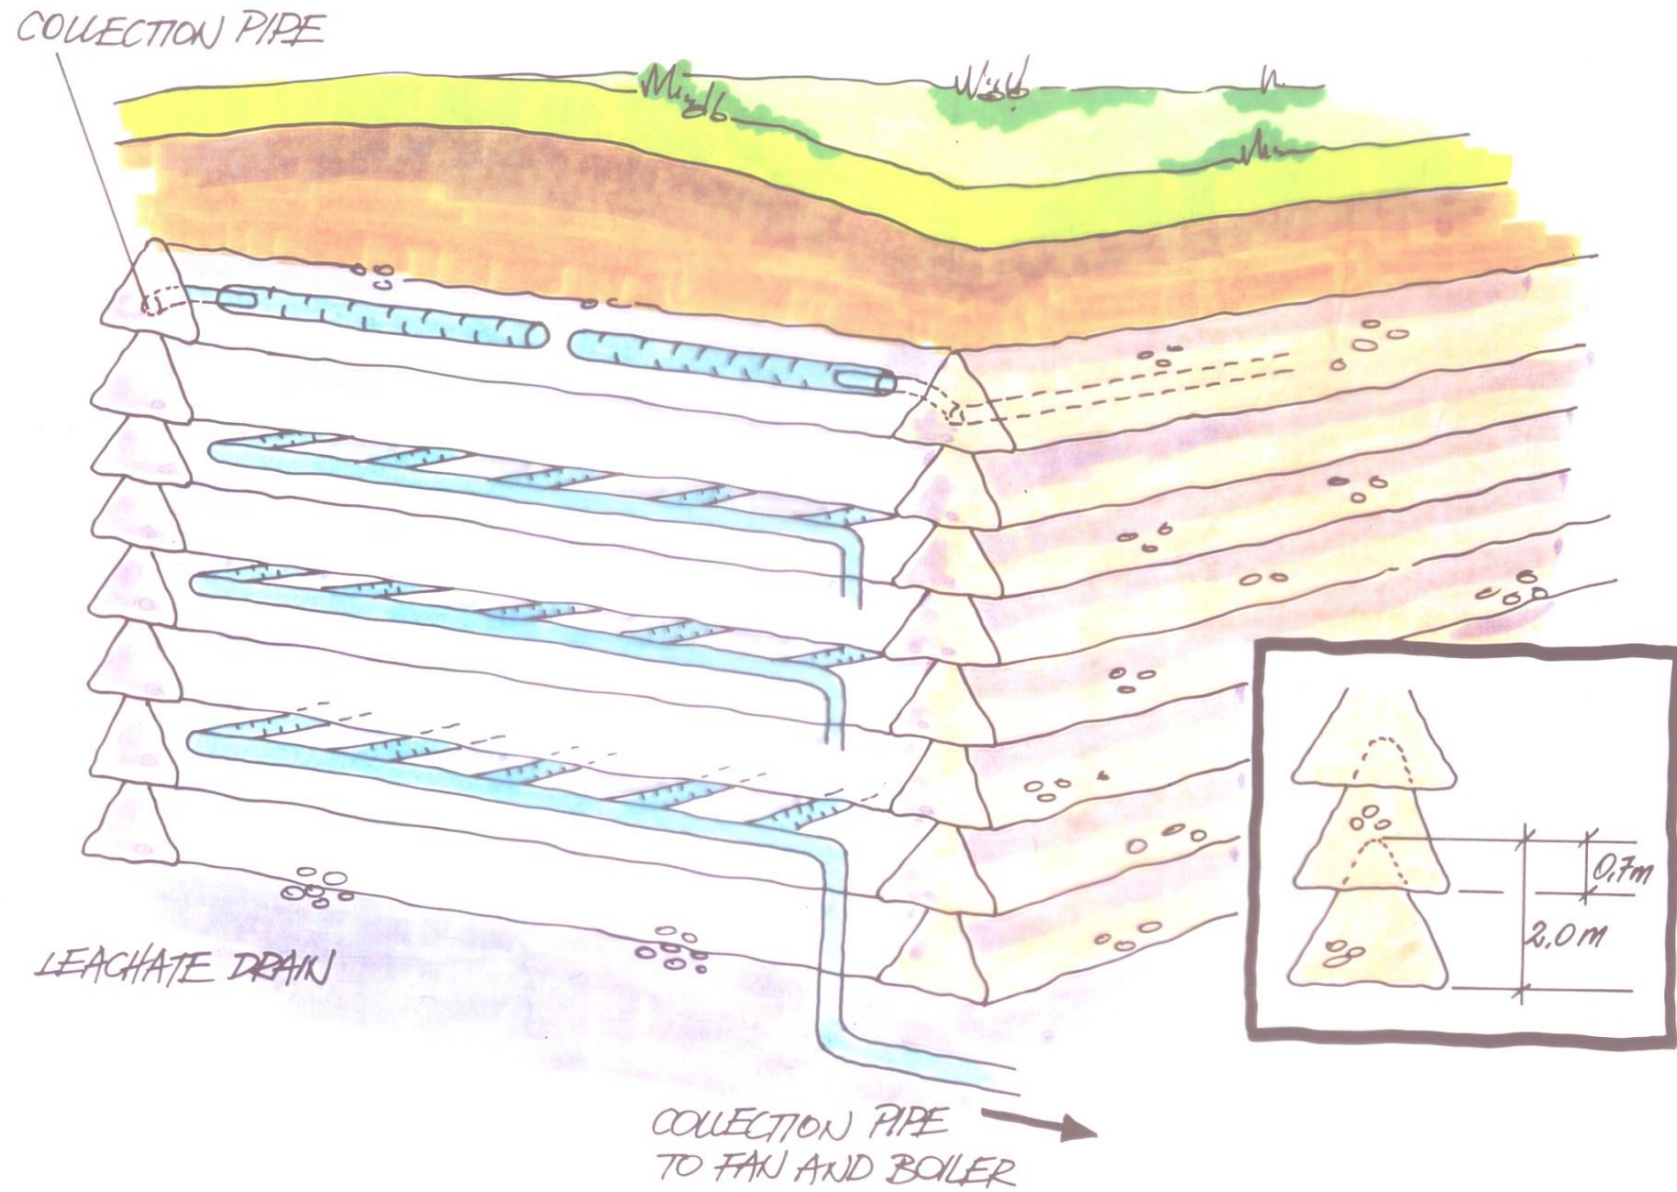 COLLECTION PIPE
0,7m
2.0m
LEACHATE DRAIN
COLLECTION PIPE
TO FAN AND BOILER